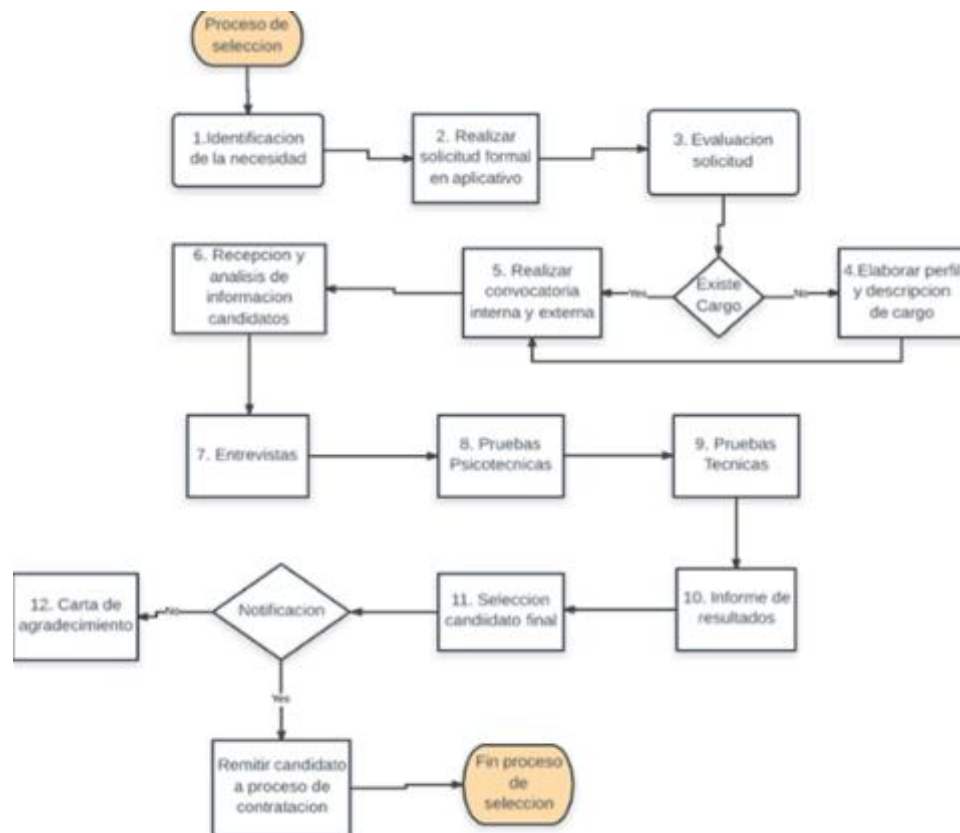 Proceso de
seleccion
1.Identificacion
de la necesidad
2. Realizar
solicitud formal
en aplicativo
3. Evaluacion
solicitud
6. Recepcion y
analisis de
informacion
candidatos
5. Realizar
convocatoria
interna y externa
Yes
Existe
Cargo
No
4.Elaborar perfil
y descripcion
de cargo
7. Entrevistas
8. Pruebas
Psicotecnicas
9. Pruebas
Tecnicas
12. Carta de
agradecimiento
No
Notificacion
11. Seleccion
candiidato final
10. Informe de
resultados
Yes
Remitir candidato
a proceso de
contratacion
Fin proceso
de
seleccion